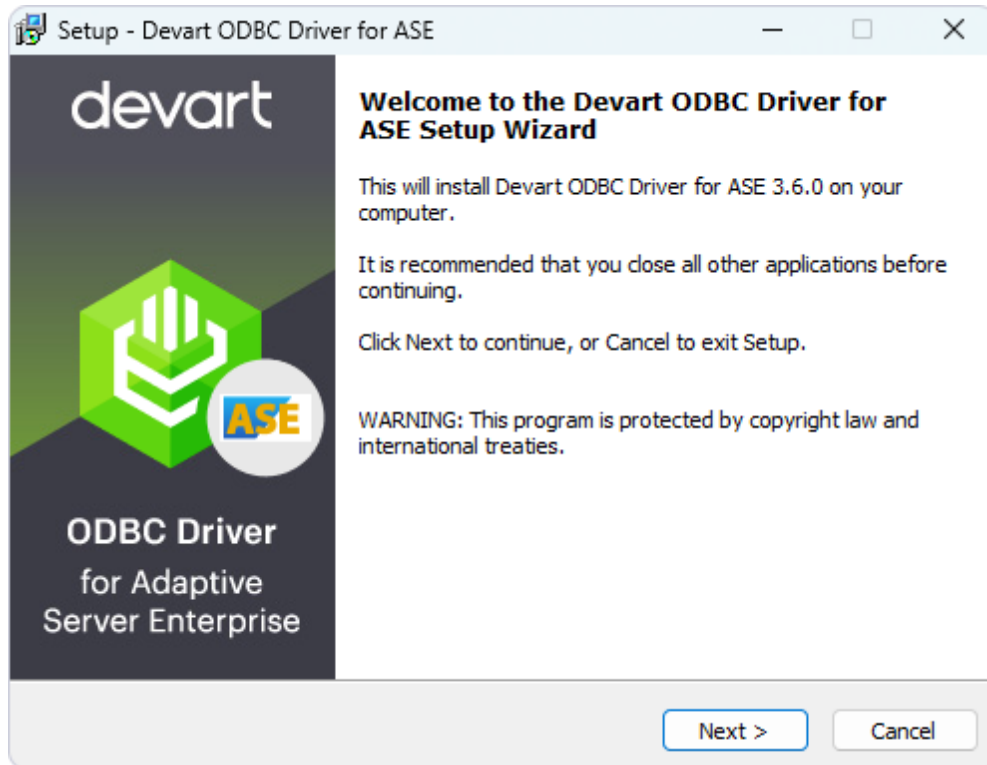 Setup - Devart ODBC Driver for ASE
devart
ASE
ODBC Driver
for Adaptive
Server Enterprise
Welcome to the Devart ODBC Driver for
ASE Setup Wizard
This will install Devart ODBC Driver for ASE 3.6.0 on your
computer.
It is recommended that you close all other applications before
continuing.
Click Next to continue, or Cancel to exit Setup.
WARNING: This program is protected by copyright law and
international treaties.
Next >
Cancel